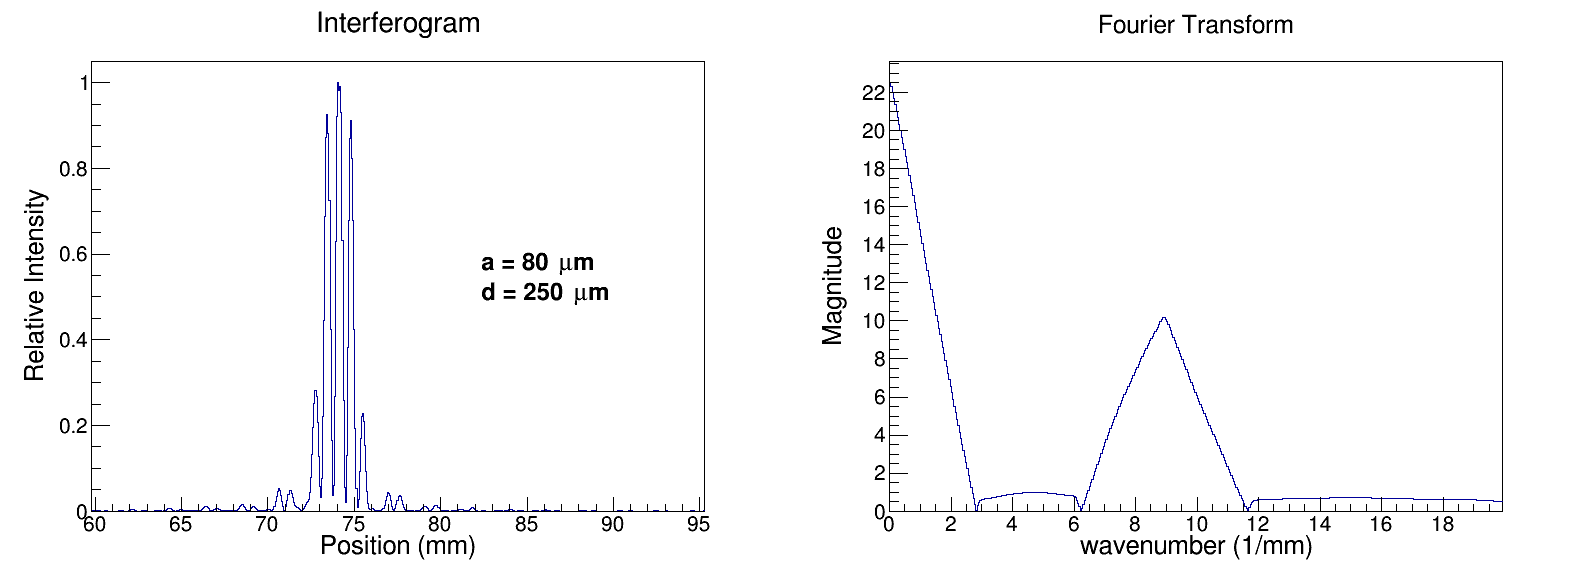 Interferogram
Relative Intensity
1
0.8
0.6
0.4
0.2
0
60 65 70 75 80 85 90 95
Position (mm)
a = 80 μm
d = 250 μm
Fourier Transform
Magnitude
22
20
18
16
14
12
10
8
6
4
2
0
0 2 4 6 8 10 12 14 16 18
wavenumber (1/mm)